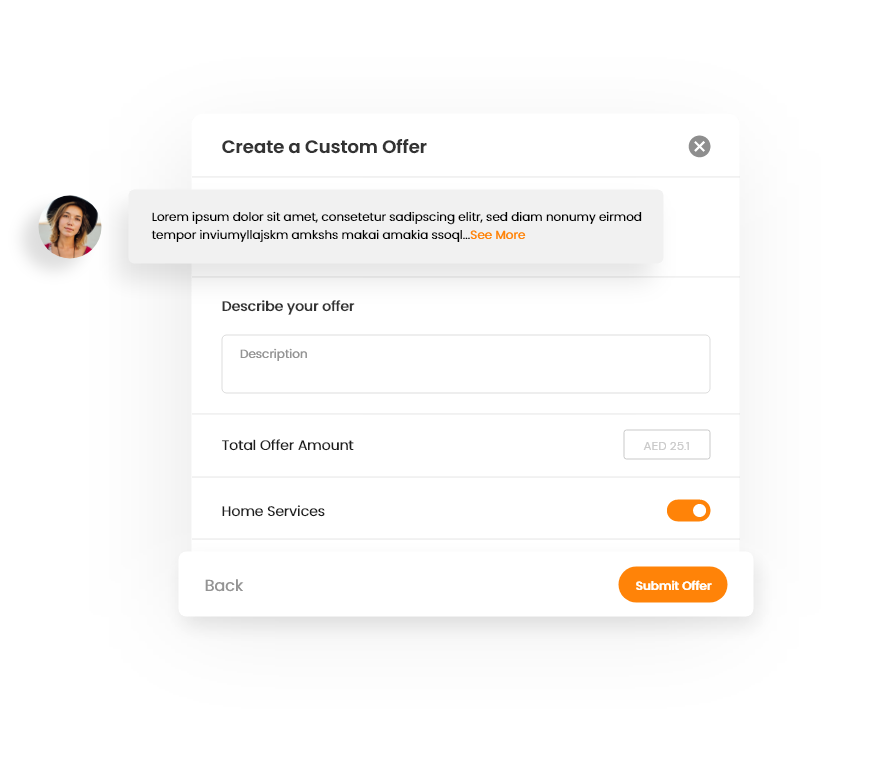 Create a Custom Offer
Lorem ipsum dolor sit amet, consetetur sadipscing elitr, sed diam nonumy eirmod
tempor inviumyllajskm amkshs makai amakia ssoql...See More
Describe your offer
Description
Total Offer Amount
AED 25.1
Home Services
Back
Submit Offer